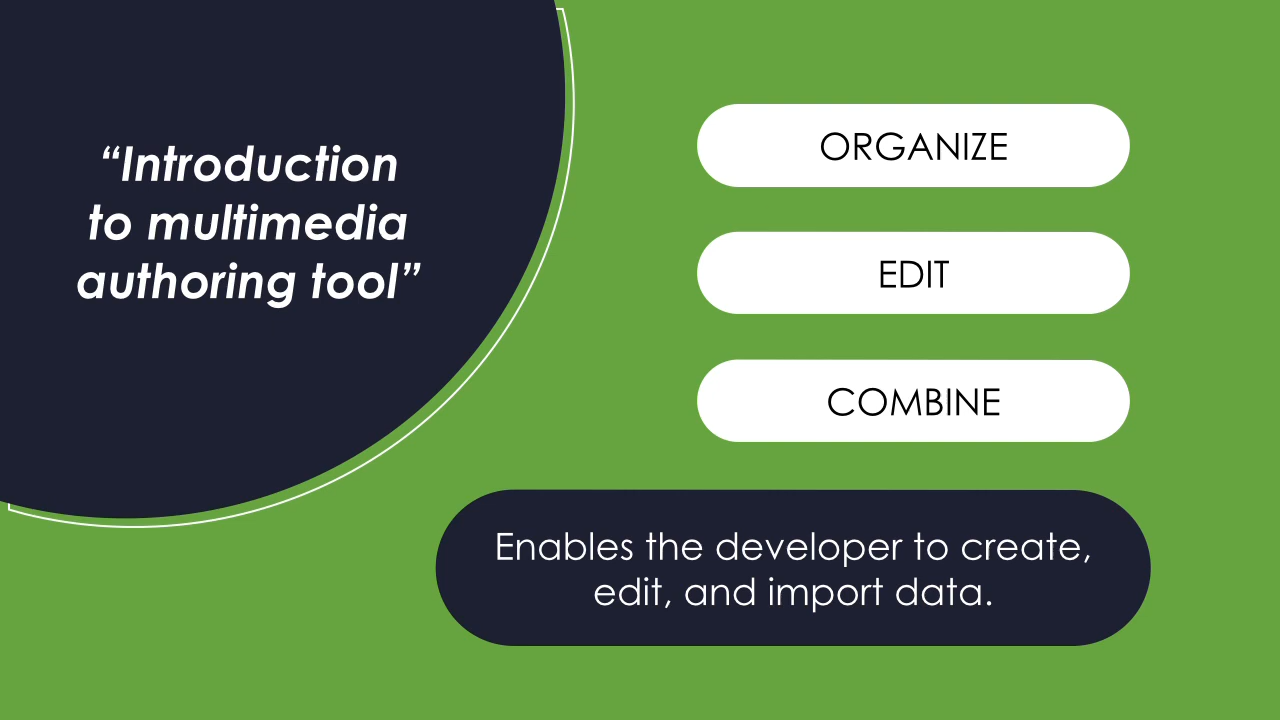 “Introduction
to multimedia
authoring tool”
ORGANIZE
EDIT
COMBINE
Enables the developer to create,
edit, and import data.